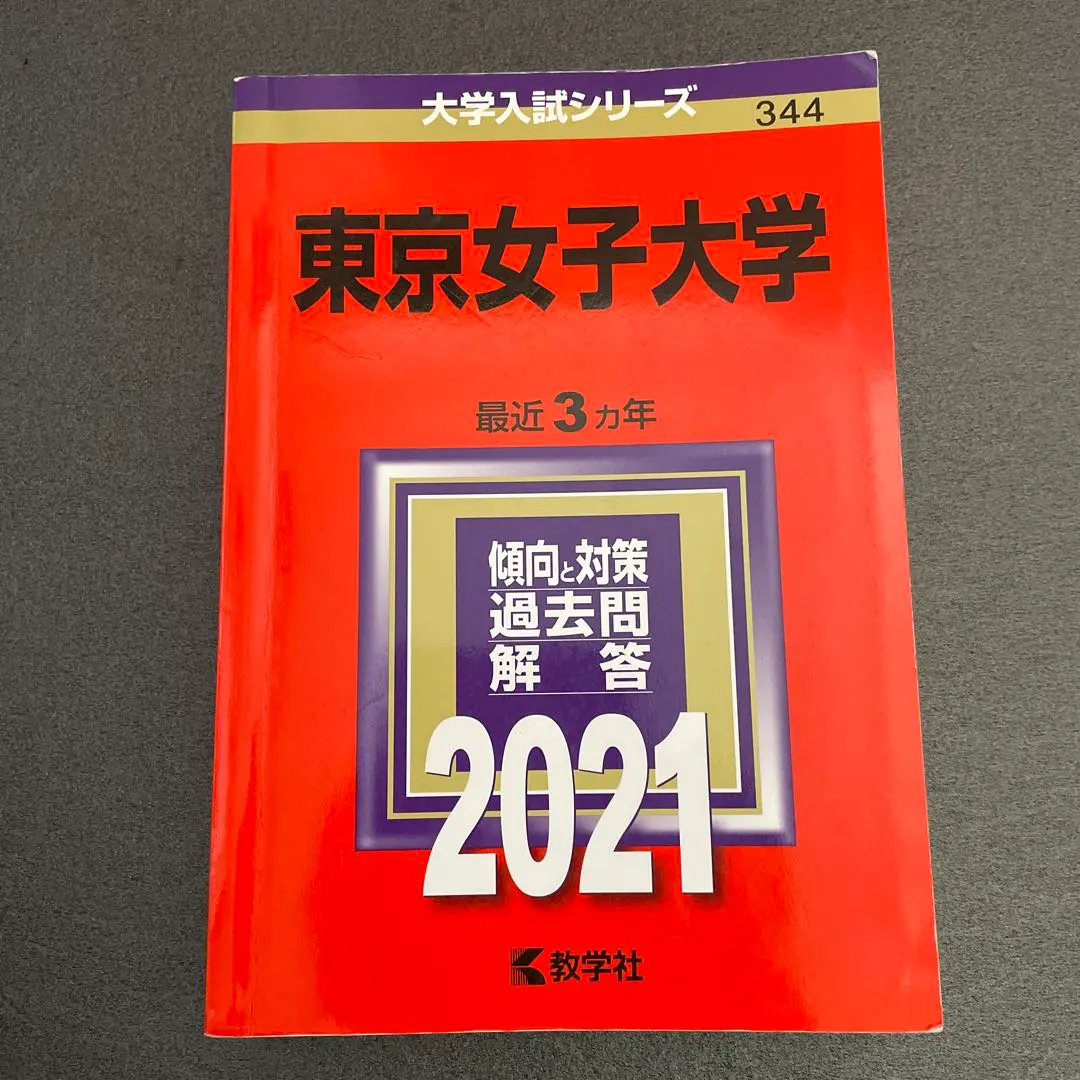 大学入試シリーズ
344
東京女子大学
最近3カ年
傾向と対策
過去問
解答
2021
教学社